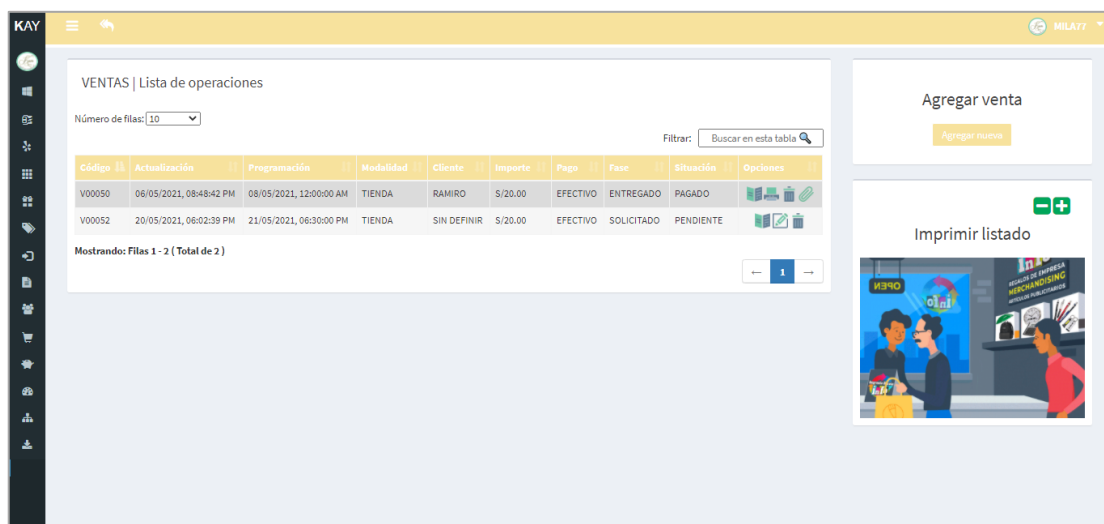 KAY
MILA77
VENTAS | Lista de operaciones
Número de filas: 10
Filtrar: Buscar en esta tabla
Código Actualización Programación Modalidad Cliente Importe Pago Fase Situación Opciones
V00050 06/05/2021, 08:48:42 PM 08/05/2021, 12:00:00 AM TIENDA RAMIRO S/20.00 EFECTIVO ENTREGADO PAGADO
V00052 20/05/2021, 06:02:39 PM 21/05/2021, 06:30:00 PM TIENDA SIN DEFINIR S/20.00 EFECTIVO SOLICITADO PENDIENTE
Mostrando: Filas 1 - 2 ( Total de 2 )
← 1 →
Agregar venta
Agregar nueva
Imprimir listado
OPEN
REGALOS DE EMPRESA
MERCHANDISING
ARTICULOS PUBLICITARIOS